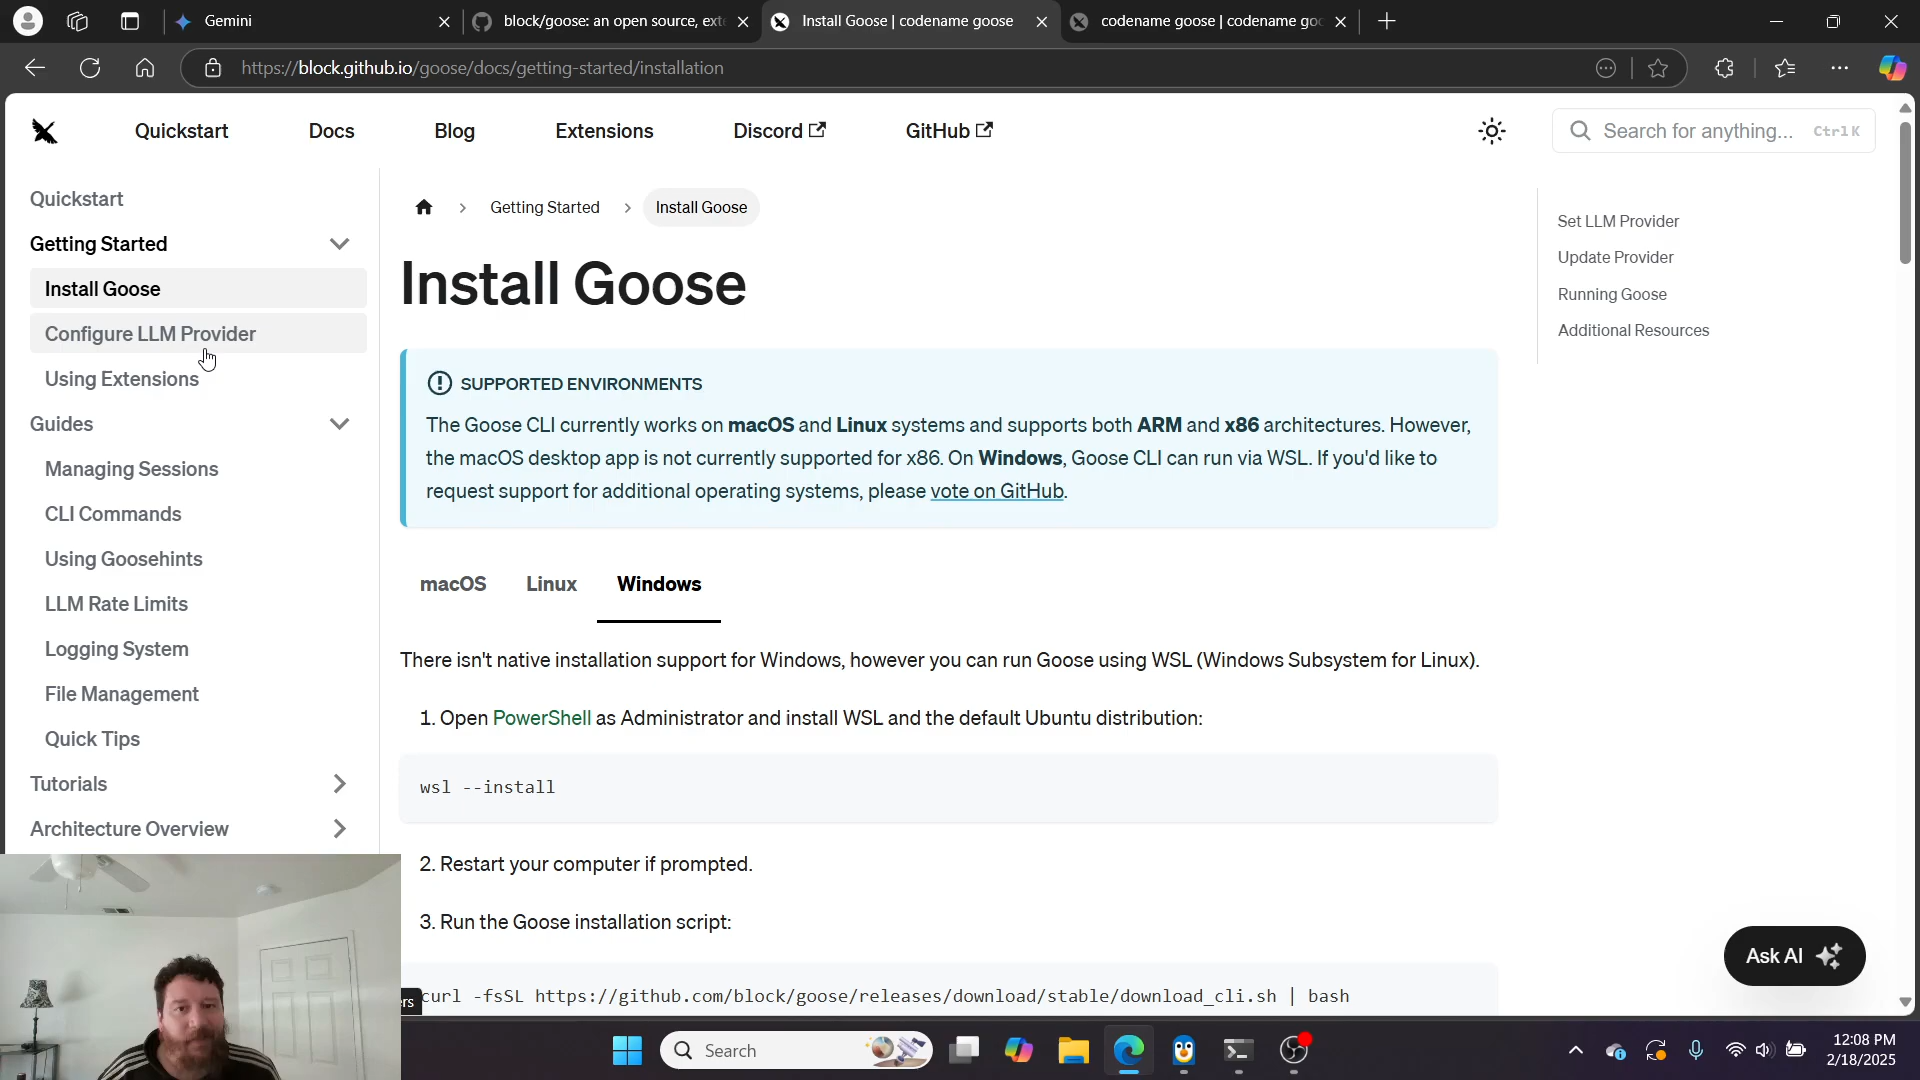 Gemini
block/goose: an open source, ext
Install Goose | codename goose
codename goose | codename goo
https://block.github.io/goose/docs/getting-started/installation
Quickstart
Docs
Blog
Extensions
Discord
GitHub
Search for anything...
Ctrl K
Quickstart
Getting Started
Install Goose
Configure LLM Provider
Using Extensions
Guides
Managing Sessions
CLI Commands
Using Goosehints
LLM Rate Limits
Logging System
File Management
Quick Tips
Tutorials
Architecture Overview
Getting Started
Install Goose
Install Goose
SUPPORTED ENVIRONMENTS
The Goose CLI currently works on macOS and Linux systems and supports both ARM and x86 architectures. However,
the macOS desktop app is not currently supported for x86. On Windows, Goose CLI can run via WSL. If you'd like to
request support for additional operating systems, please vote on GitHub.
macOS
Linux
Windows
There isn't native installation support for Windows, however you can run Goose using WSL (Windows Subsystem for Linux).
1. Open PowerShell as Administrator and install WSL and the default Ubuntu distribution:
wsl --install
2. Restart your computer if prompted.
3. Run the Goose installation script:
ers
curl -fsSL https://github.com/block/goose/releases/download/stable/download_cli.sh | bash
Set LLM Provider
Update Provider
Running Goose
Additional Resources
Ask AI
Search
12:08 PM
2/18/2025